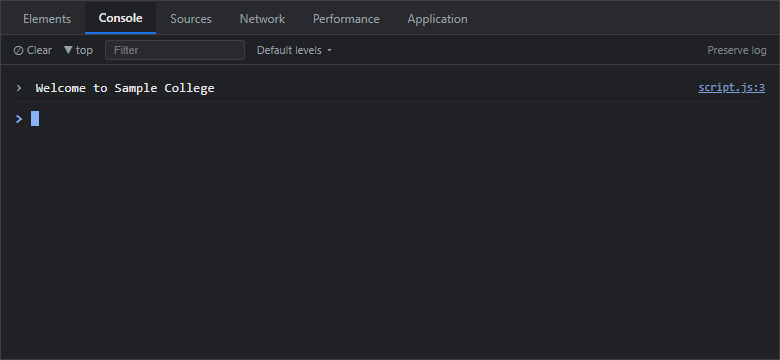 Elements Console Sources Network Performance Application
Clear ▼ top Filter Default levels Preserve log
› Welcome to Sample College script.js:3
>